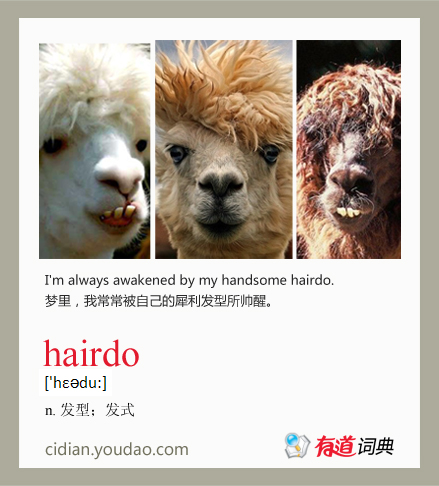 I'm always awakened by my handsome hairdo.
梦里，我常常被自己的犀利发型所帅醒。
hairdo
['hɛədu:]
n. 发型；发式
cidian.youdao.com
有道词典